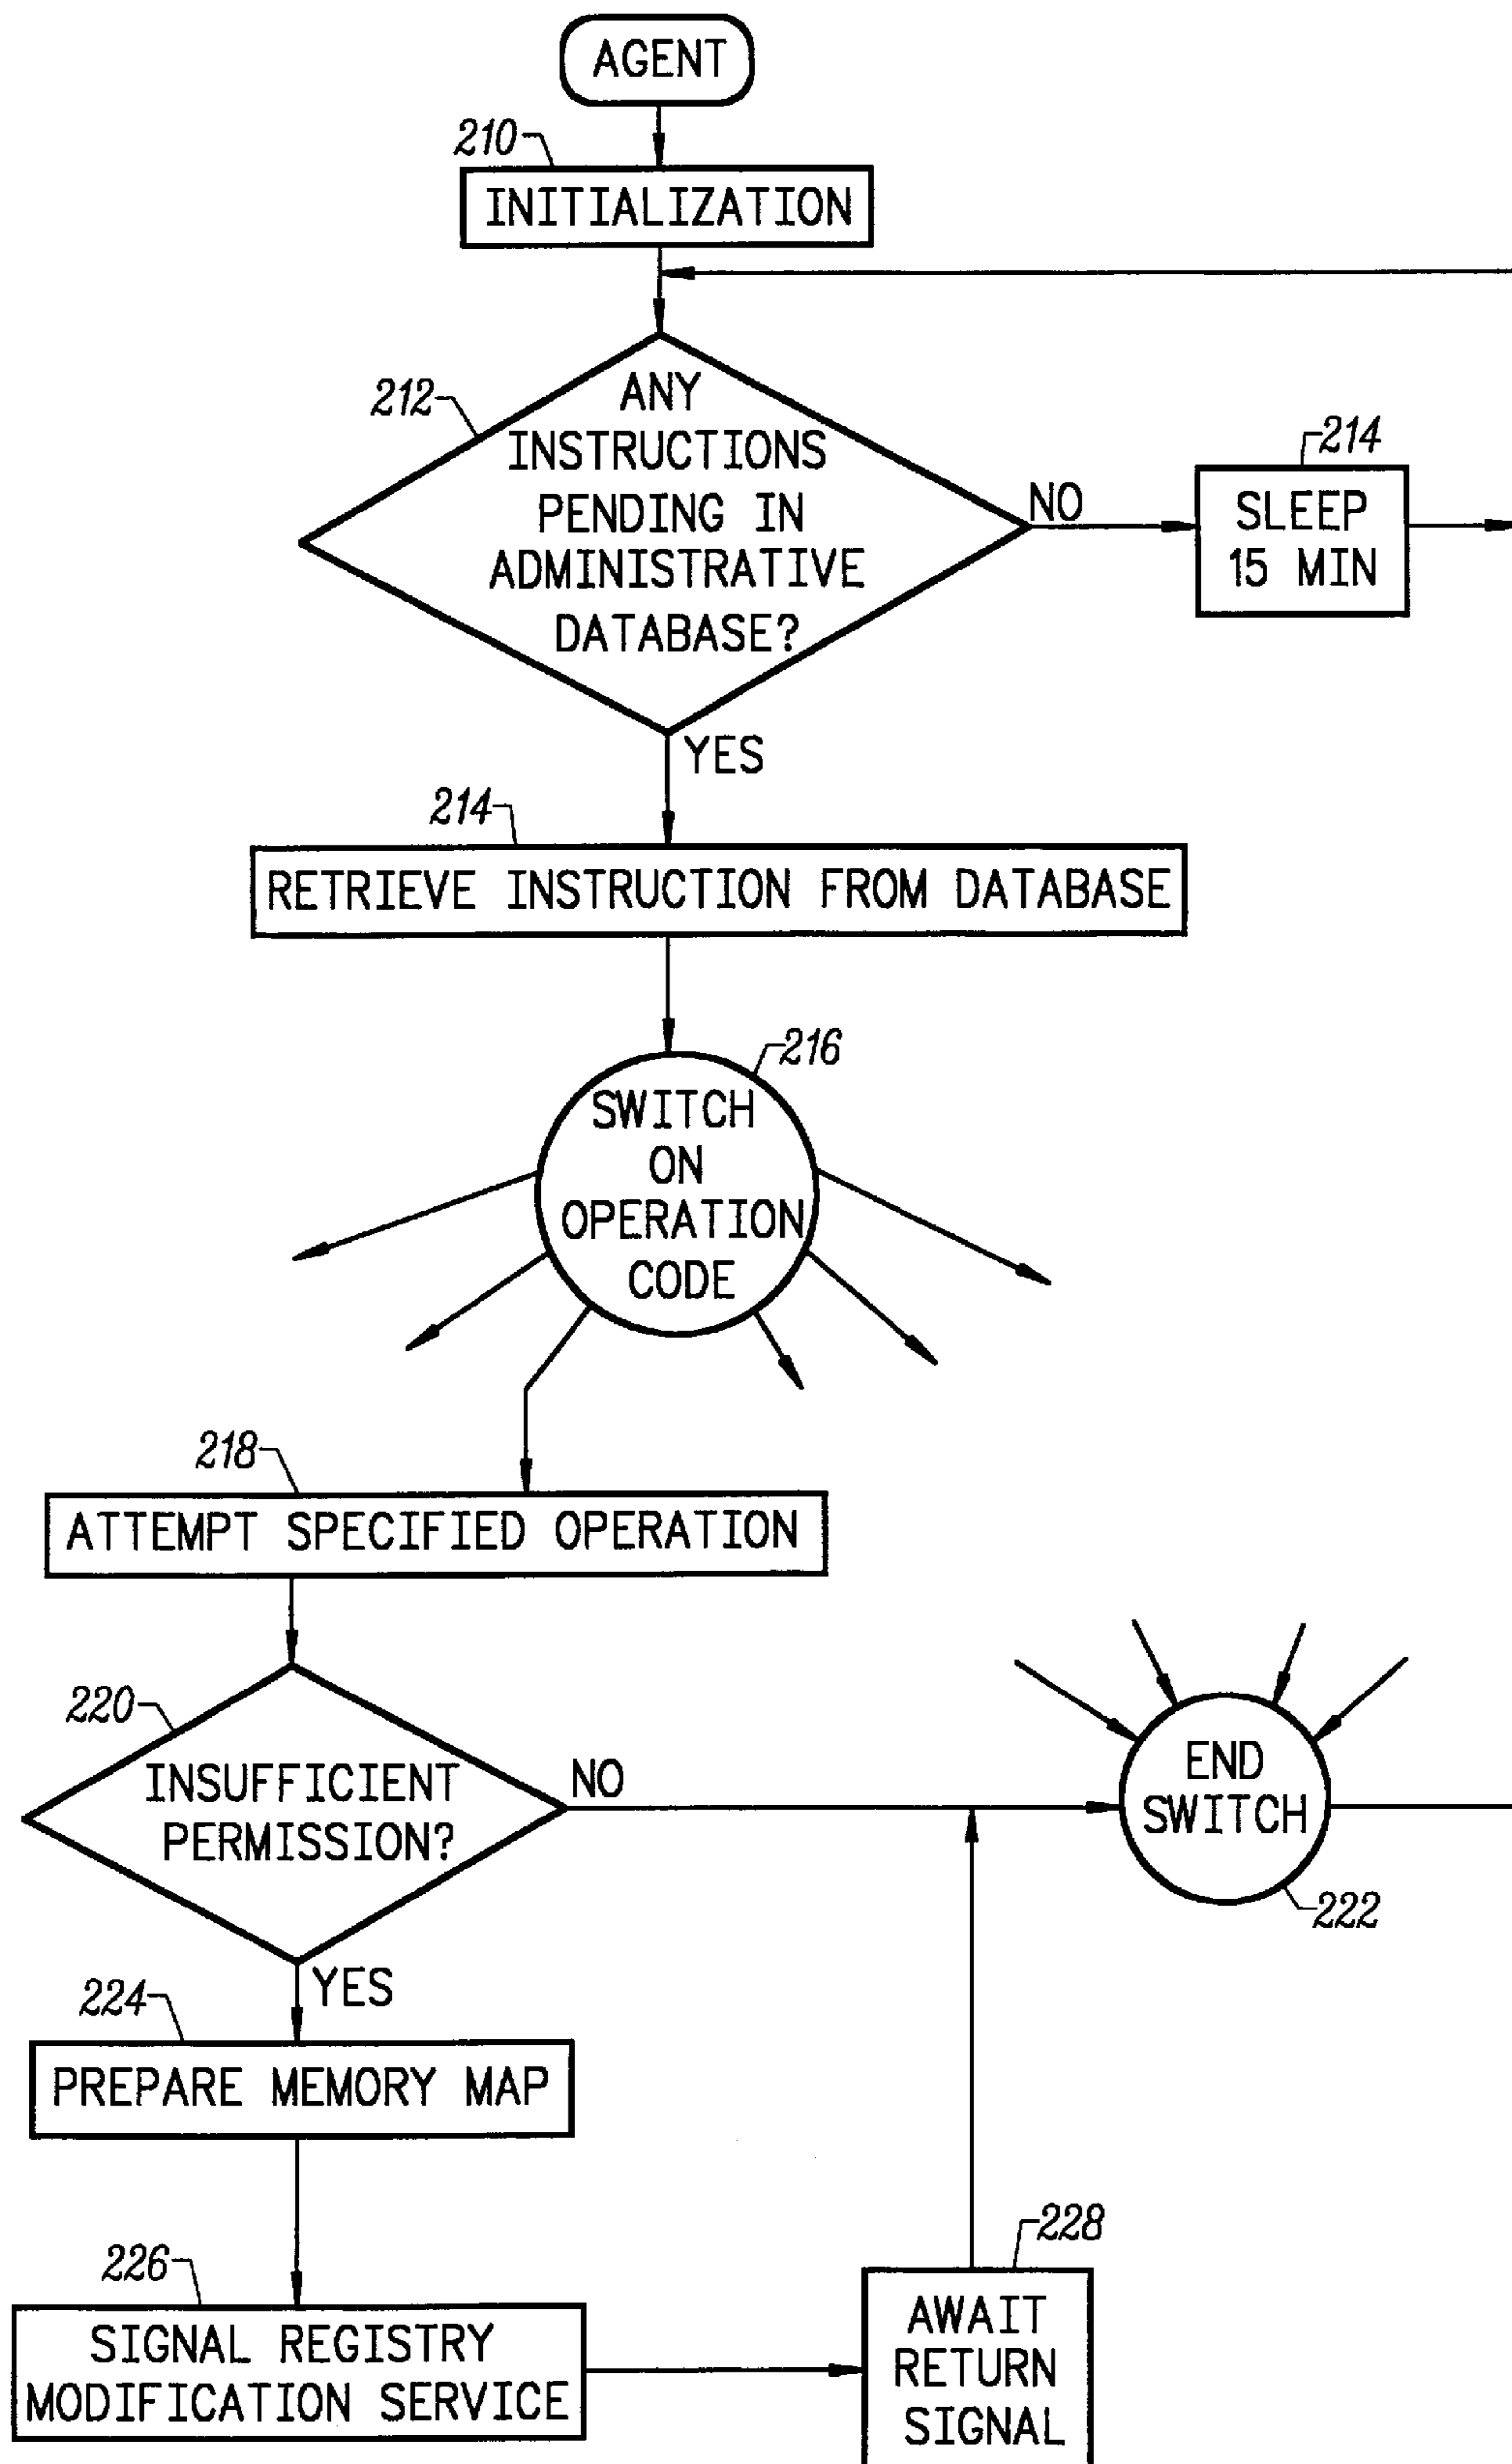 AGENT
210
INITIALIZATION
212
ANY
INSTRUCTIONS
PENDING IN
ADMINISTRATIVE
DATABASE?
NO
214
SLEEP
15 MIN
YES
214
RETRIEVE INSTRUCTION FROM DATABASE
216
SWITCH
ON
OPERATION
CODE
218
ATTEMPT SPECIFIED OPERATION
220
INSUFFICIENT
PERMISSION?
NO
END
SWITCH
222
YES
224
PREPARE MEMORY MAP
226
SIGNAL REGISTRY
MODIFICATION SERVICE
228
AWAIT
RETURN
SIGNAL